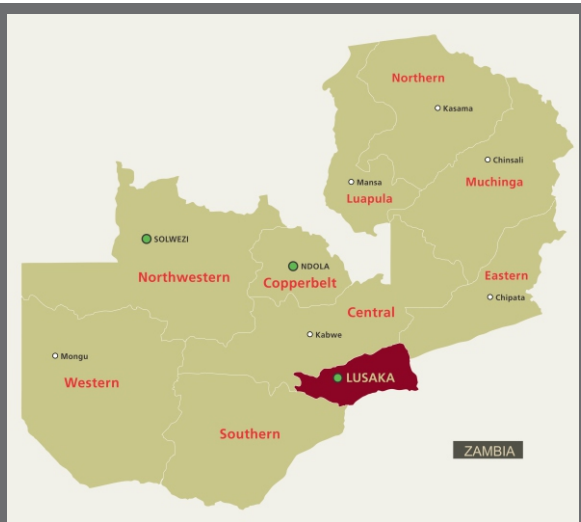 Northern
Kasama
Chinsali
Muchinga
Mansa
Luapula
SOLWEZI
Northwestern
NDOLA
Copperbelt
Eastern
Chipata
Central
Kabwe
Mongu
Western
LUSAKA
Southern
ZAMBIA